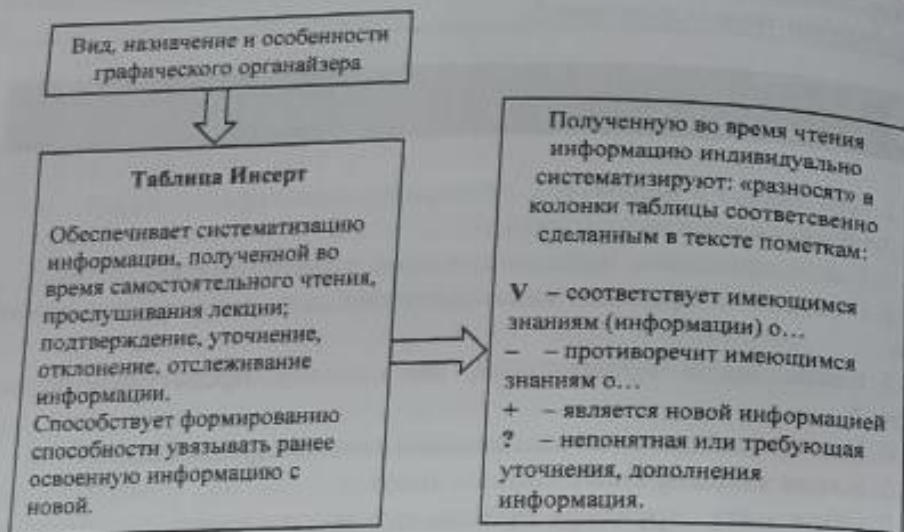 Вид, назначение и особенности
графического органайзера
Таблица Инсерт
Обеспечивает систематизацию
информации, полученной во
время самостоятельного чтения,
прослушивания лекции;
подтверждение, уточнение,
отклонение, отслеживание
информации.
Способствует формированию
способности увязывать ранее
освоенную информацию с
новой.
Полученную во время чтения
информацию индивидуально
систематизируют: «разносят» в
колонки таблицы соответсвенно
сделанным в тексте пометкам:
V – соответствует имеющимся
знаниям (информации) о...
– – противоречит имеющимся
знаниям о...
+ – является новой информацией
? – непонятная или требующая
уточнения, дополнения
информация.